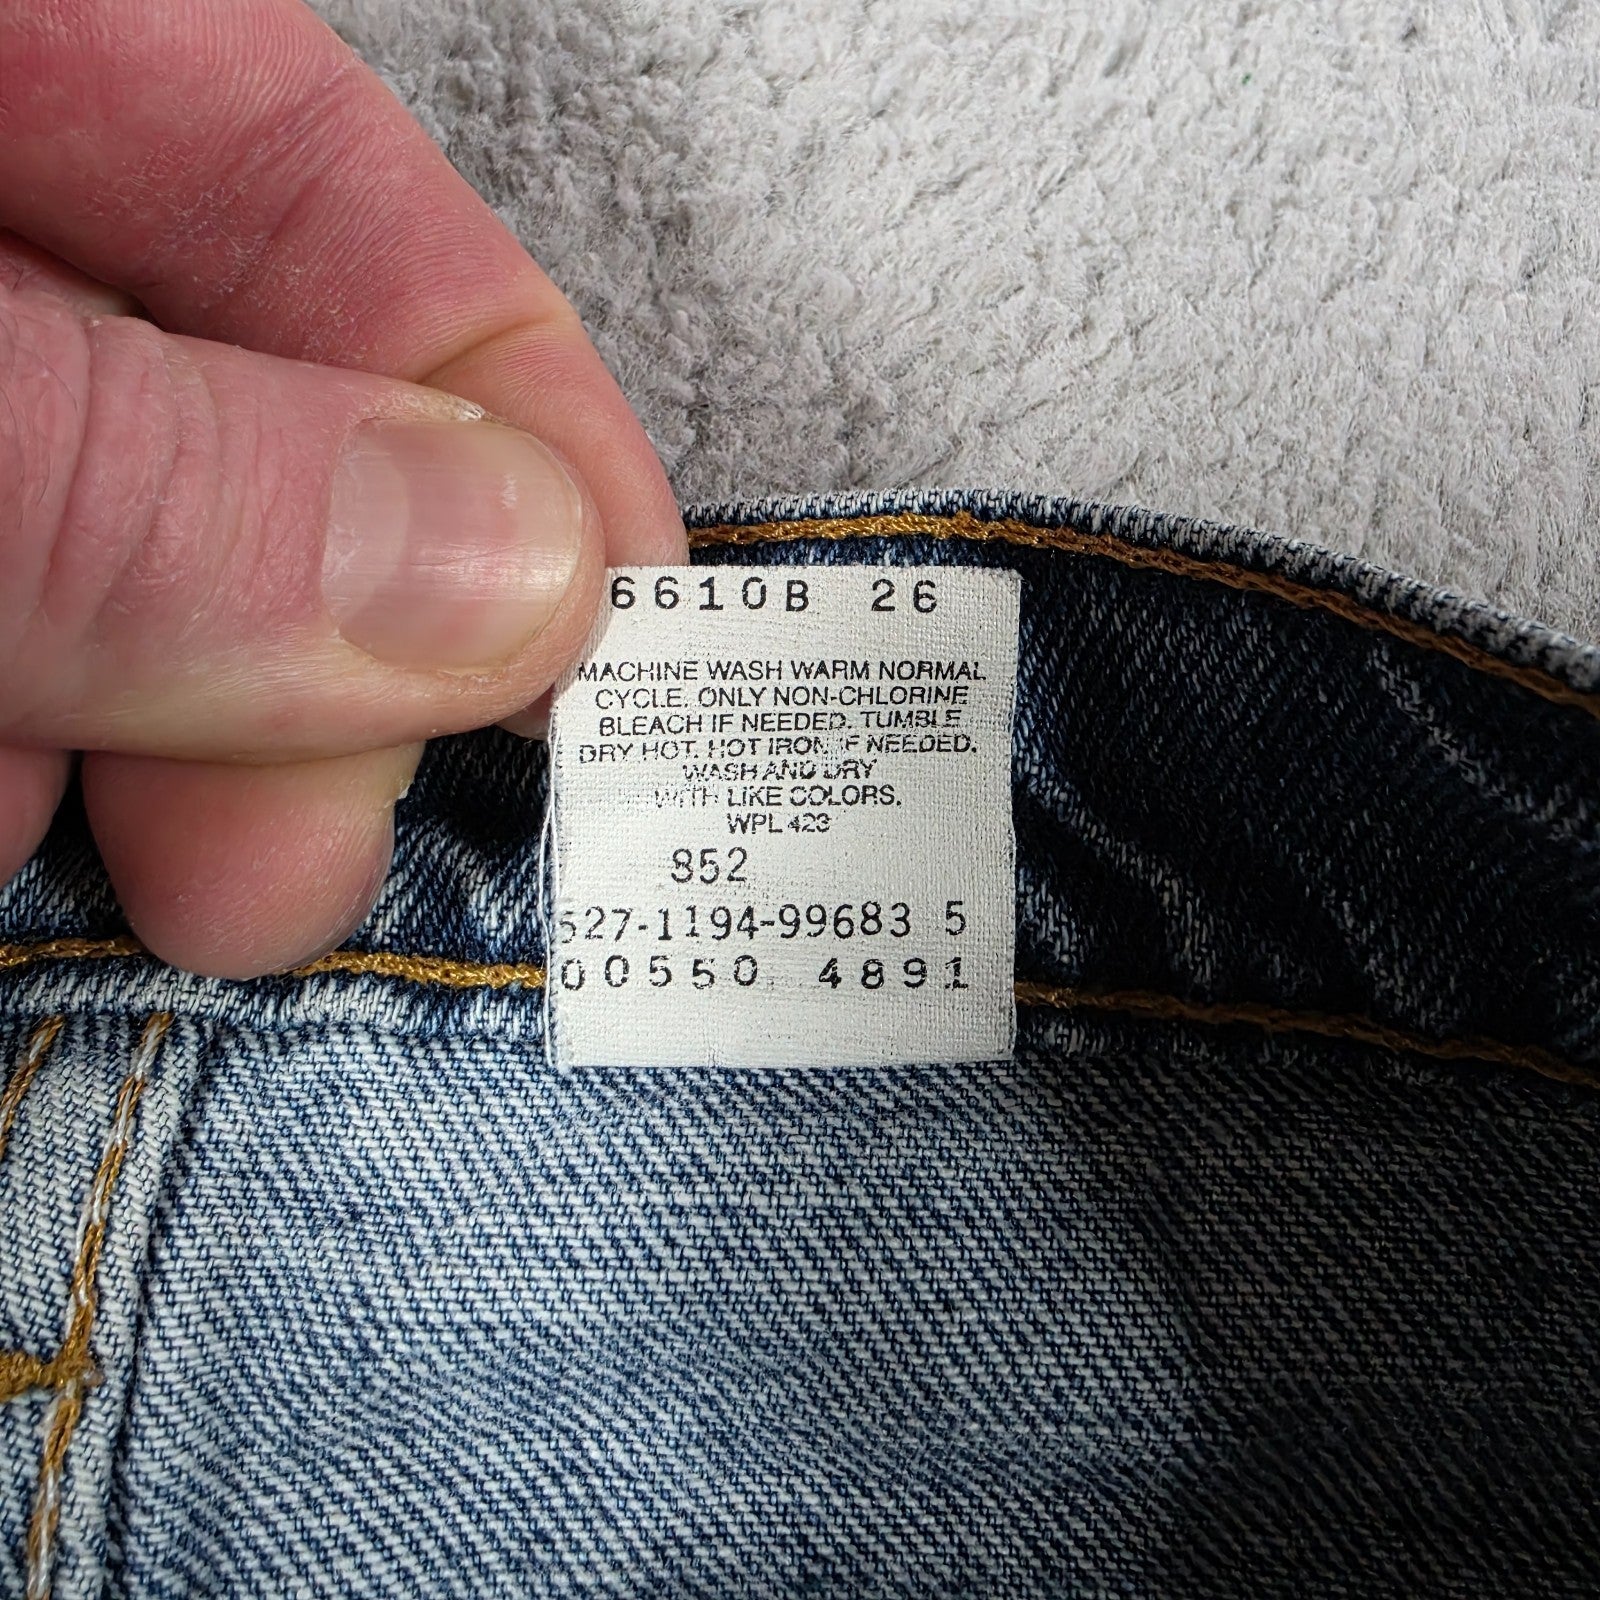 6610B 26
MACHINE WASH WARM NORMAL
CYCLE. ONLY NON-CHLORINE
BLEACH IF NEEDED. TUMBLE
DRY HOT. HOT IRON IF NEEDED.
WASH AND DRY
WITH LIKE COLORS.
WPL 423
852
527-1194-99683 5
00550 4891